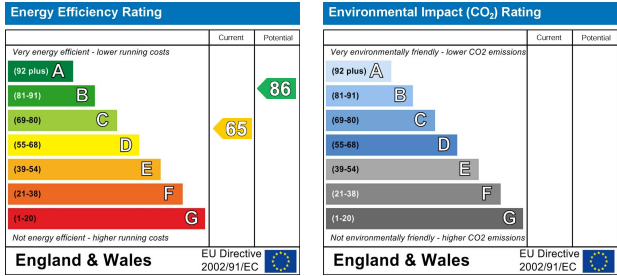 Energy Efficiency Rating
Current Potential
Very energy efficient - lower running costs
(92 plus) A
(81-91) B
(69-80) C
(55-68) D
(39-54) E
(21-38) F
(1-20) G
65
86
Not energy efficient - higher running costs
England & Wales
EU Directive
2002/91/EC
Environmental Impact (CO₂) Rating
Current Potential
Very environmentally friendly - lower CO2 emissions
(92 plus) A
(81-91) B
(69-80) C
(55-68) D
(39-54) E
(21-38) F
(1-20) G
Not environmentally friendly - higher CO2 emissions
England & Wales
EU Directive
2002/91/EC